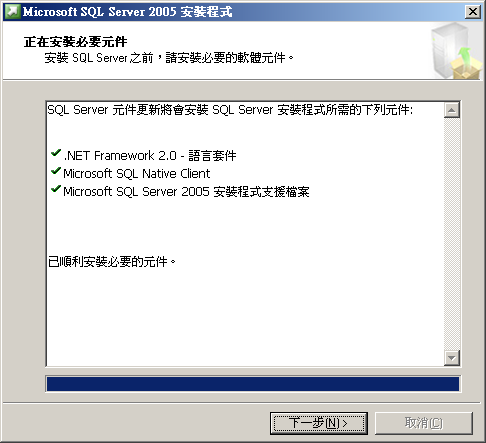 Microsoft SQL Server 2005 安裝程式
正在安裝必要元件
安裝 SQL Server之前，請安裝必要的軟體元件。
SQL Server 元件更新將會安裝 SQL Server 安裝程式所需的下列元件:
.NET Framework 2.0 - 語言套件
Microsoft SQL Native Client
Microsoft SQL Server 2005 安裝程式支援檔案
已順利安裝必要的元件。
下一步(N) >
取消(C)